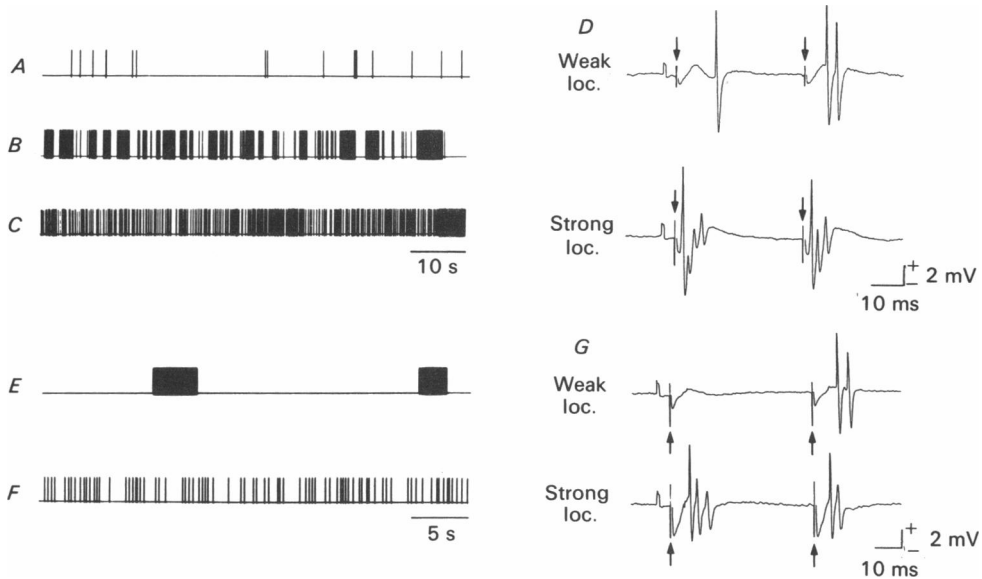 A
B
C
10 s
E
F
5 s
D
Weak
loc.
Strong
loc.
+
− 2 mV
10 ms
G
Weak
loc.
Strong
loc.
+
− 2 mV
10 ms